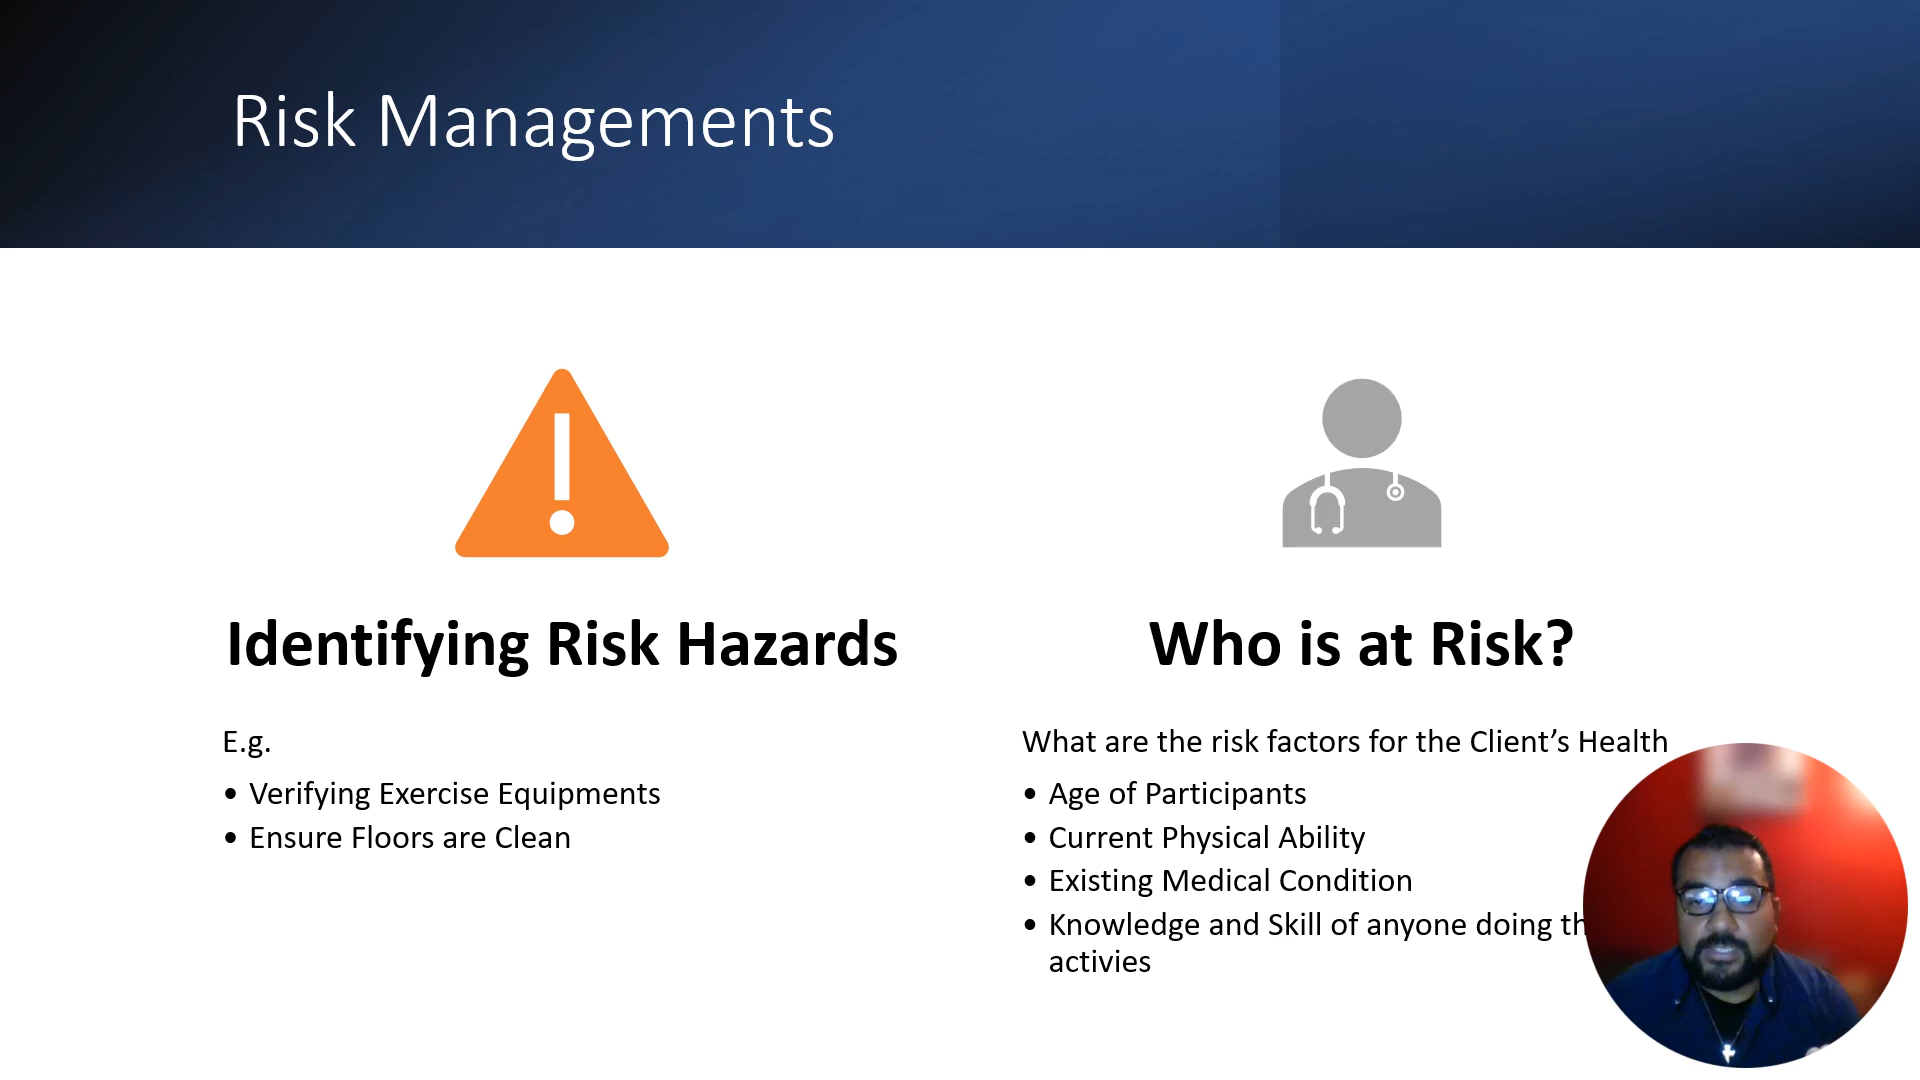 Risk Managements
Identifying Risk Hazards
E.g.
• Verifying Exercise Equipments
• Ensure Floors are Clean
Who is at Risk?
What are the risk factors for the Client’s Health
• Age of Participants
• Current Physical Ability
• Existing Medical Condition
• Knowledge and Skill of anyone doing
activies